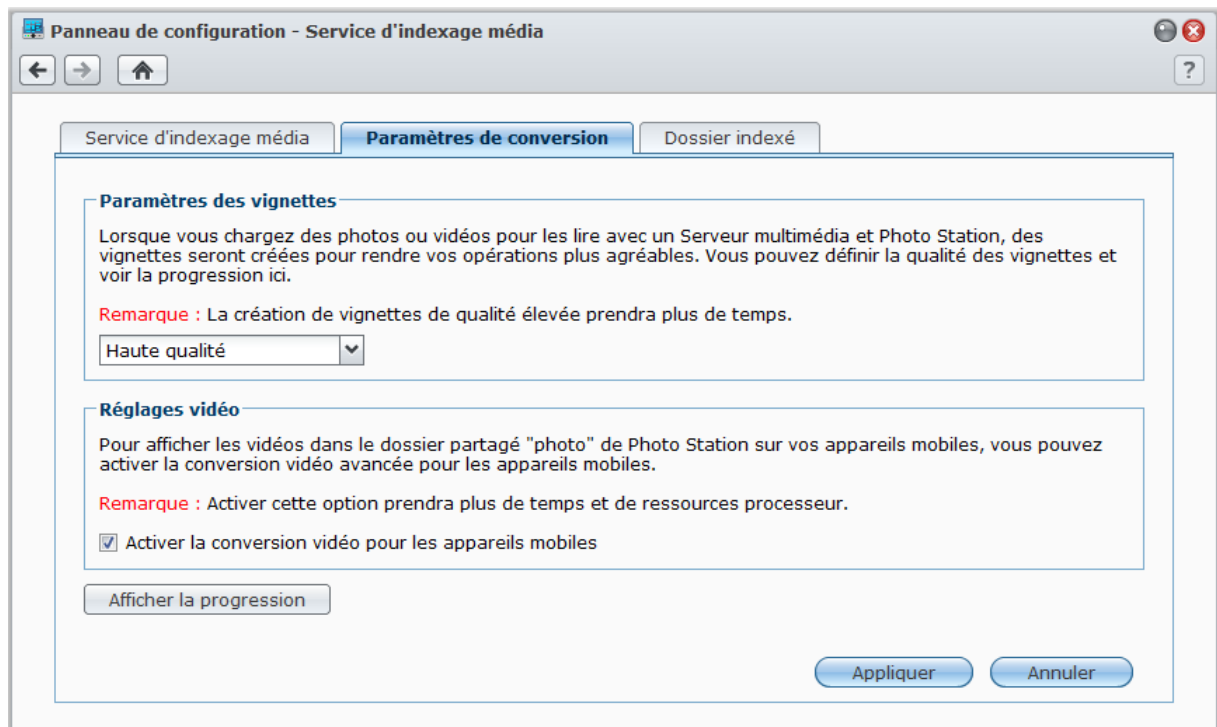 Panneau de configuration - Service d'indexage média
?
Service d'indexage média
Paramètres de conversion
Dossier indexé
Paramètres des vignettes
Lorsque vous chargez des photos ou vidéos pour les lire avec un Serveur multimédia et Photo Station, des
vignettes seront créées pour rendre vos opérations plus agréables. Vous pouvez définir la qualité des vignettes et
voir la progression ici.
Remarque : La création de vignettes de qualité élevée prendra plus de temps.
Haute qualité
Réglages vidéo
Pour afficher les vidéos dans le dossier partagé "photo" de Photo Station sur vos appareils mobiles, vous pouvez
activer la conversion vidéo avancée pour les appareils mobiles.
Remarque : Activer cette option prendra plus de temps et de ressources processeur.
Activer la conversion vidéo pour les appareils mobiles
Afficher la progression
Appliquer
Annuler